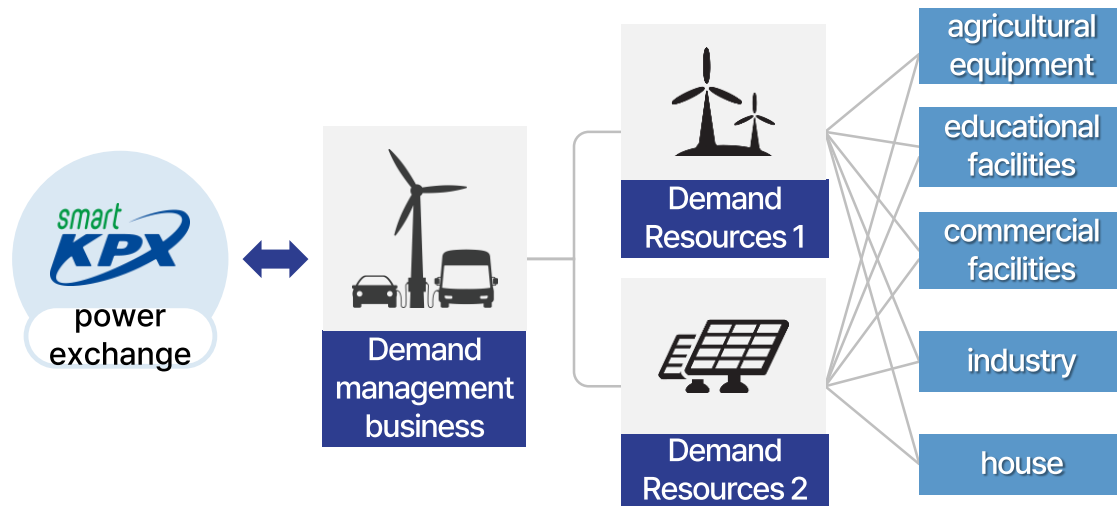 smart
KPX
power
exchange
Demand
management
business
Demand
Resources 1
Demand
Resources 2
agricultural
equipment
educational
facilities
commercial
facilities
industry
house